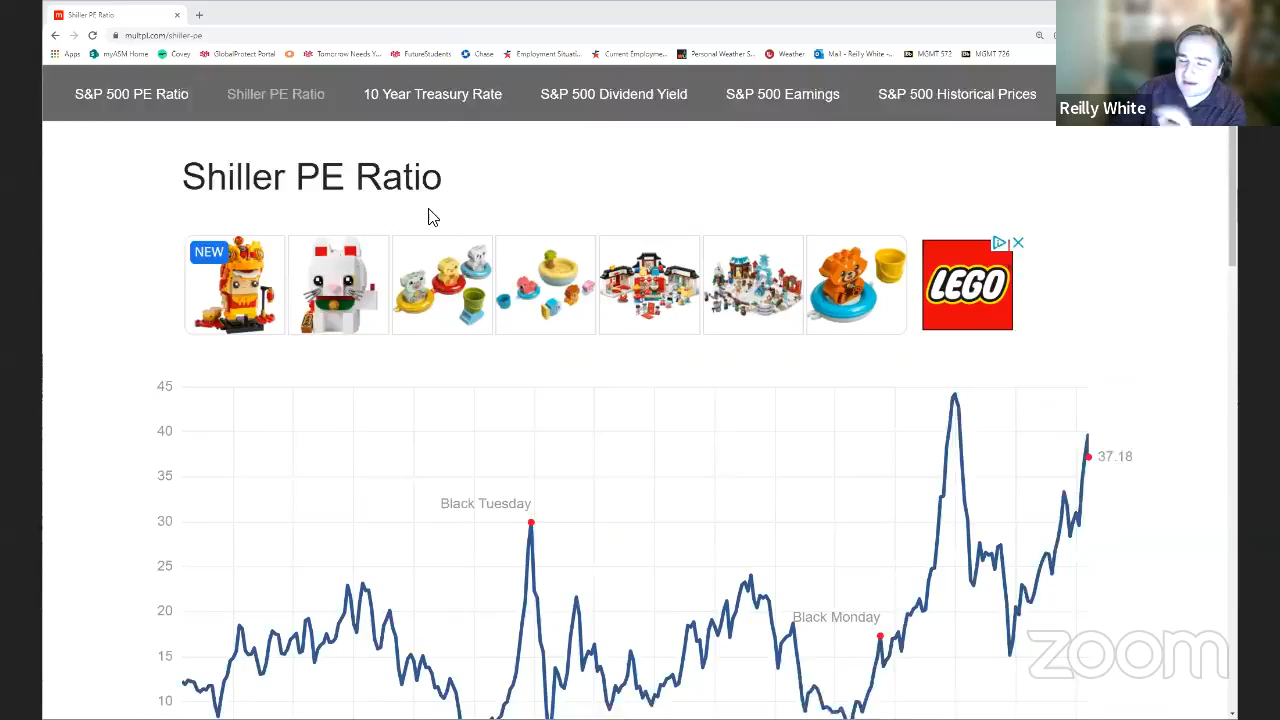 Shiller PE Ratio
multpl.com/shiller-pe
Apps myASM Home Covey GlobalProtect Portal Tomorrow Needs Y... FutureStudents Chase Employment Situati... Current Employme... Personal Weather S... Weather Mail - Reilly White -... MGMT 572 MGMT 726
S&P 500 PE Ratio Shiller PE Ratio 10 Year Treasury Rate S&P 500 Dividend Yield S&P 500 Earnings S&P 500 Historical Prices
Reilly White
Shiller PE Ratio
NEW
LEGO
45
40
37.18
35
Black Tuesday
30
25
20
Black Monday
15
10
zoom